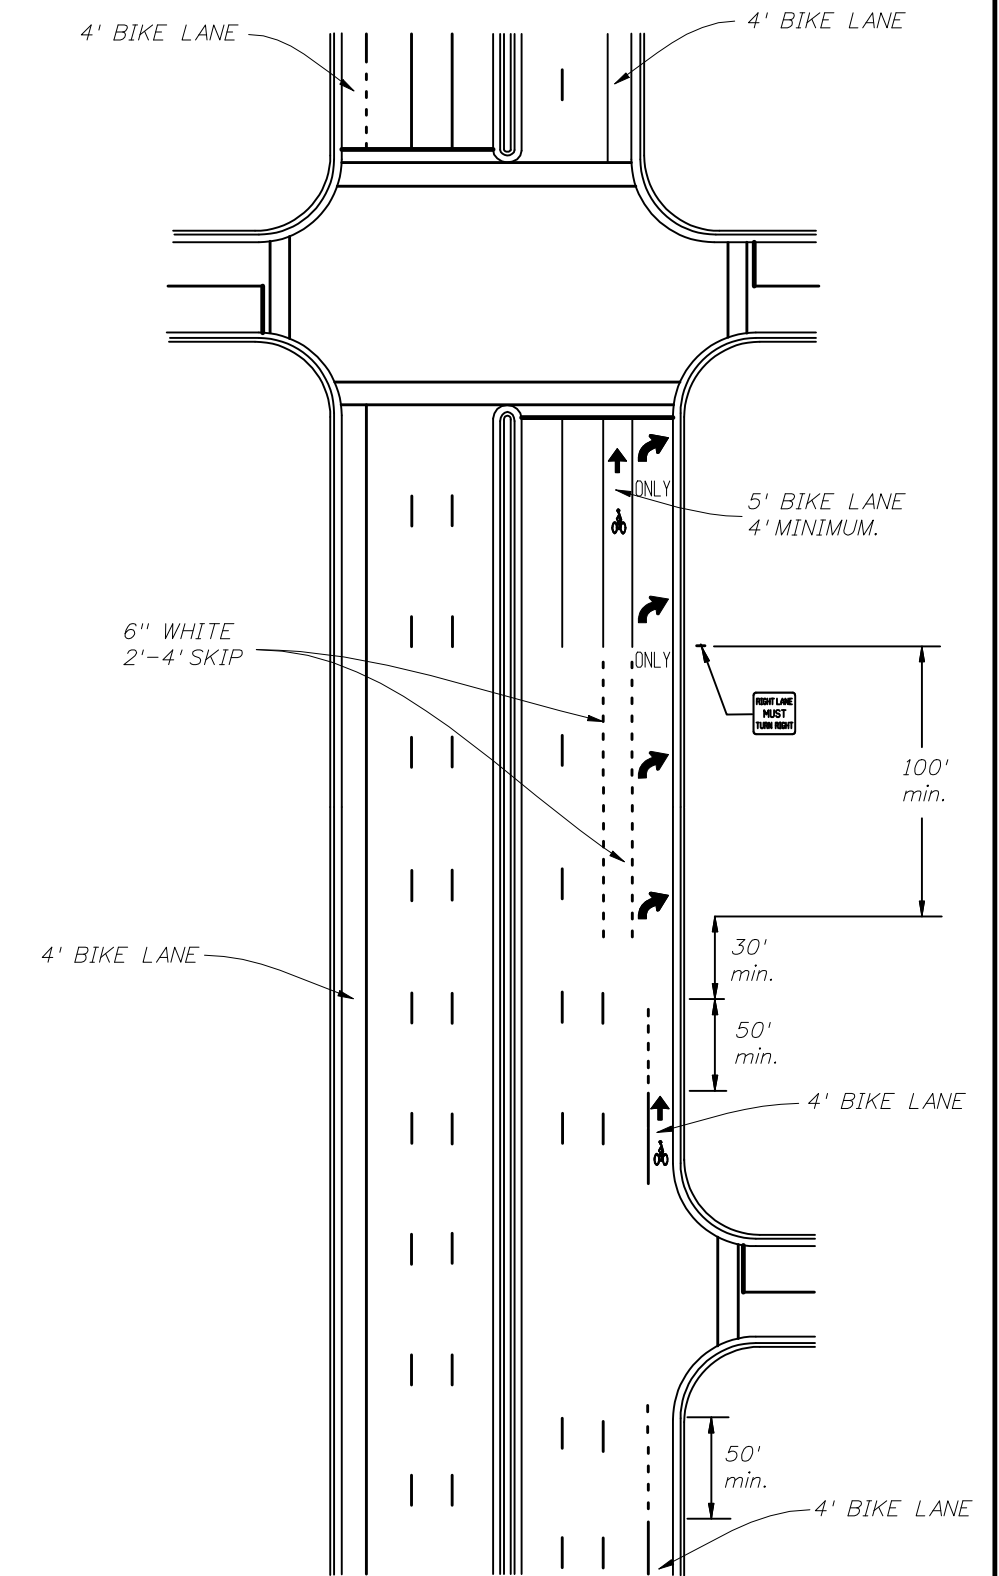 4' BIKE LANE
4' BIKE LANE
ONLY
5' BIKE LANE
4' MINIMUM.
6" WHITE
2'-4' SKIP
ONLY
RIGHT LANE
MUST
TURN RIGHT
100'
min.
30'
min.
4' BIKE LANE
50'
min.
4' BIKE LANE
50'
min.
4' BIKE LANE